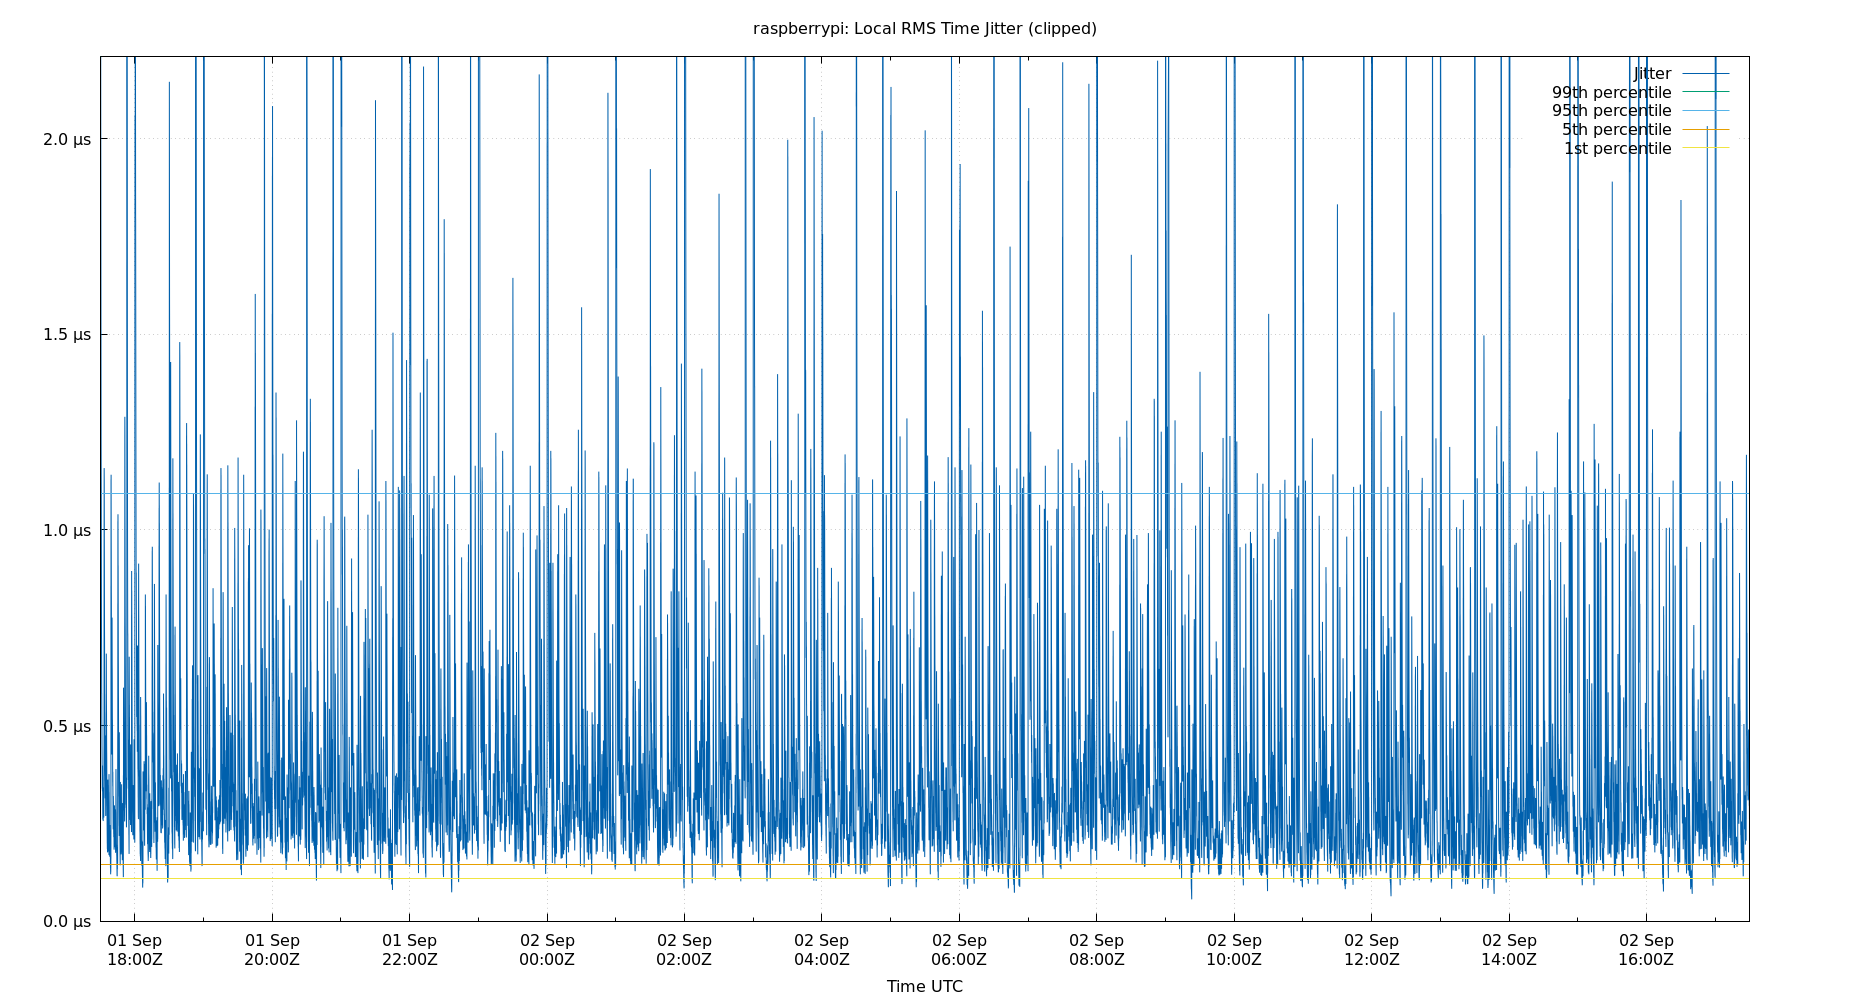 raspberrypi: Local RMS Time Jitter (clipped)
Jitter
99th percentile
95th percentile
5th percentile
1st percentile
2.0 μs
1.5 μs
1.0 μs
0.5 μs
0.0 μs
01 Sep 01 Sep 01 Sep 02 Sep 02 Sep 02 Sep 02 Sep 02 Sep 02 Sep 02 Sep 02 Sep 02 Sep
18:00Z 20:00Z 22:00Z 00:00Z 02:00Z 04:00Z 06:00Z 08:00Z 10:00Z 12:00Z 14:00Z 16:00Z
Time UTC